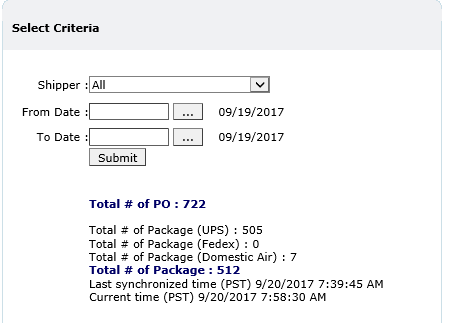 Select Criteria
Shipper : All
From Date : ... 09/19/2017
To Date : ... 09/19/2017
Submit
Total # of PO : 722
Total # of Package (UPS) : 505
Total # of Package (Fedex) : 0
Total # of Package (Domestic Air) : 7
Total # of Package : 512
Last synchronized time (PST) 9/20/2017 7:39:45 AM
Current time (PST) 9/20/2017 7:58:30 AM